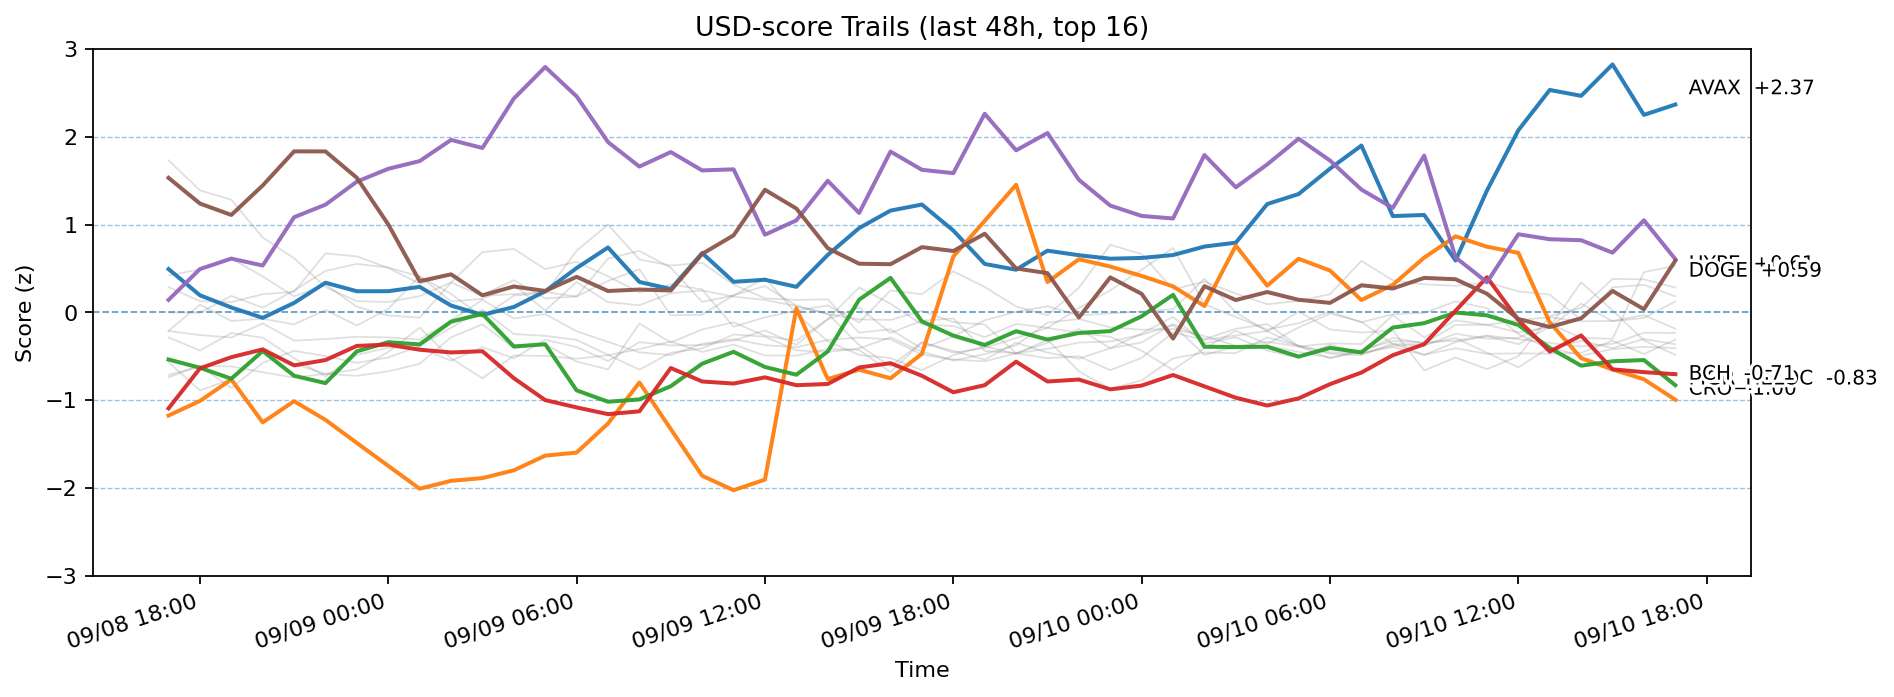 USD-score Trails (last 48h, top 16)
Score (z)
3
2
1
0
−1
−2
−3
AVAX +2.37
DOGE +0.59
BCH -0.71
-0.83
09/08 18:00
09/09 00:00
09/09 06:00
09/09 12:00
09/09 18:00
09/10 00:00
09/10 06:00
09/10 12:00
09/10 18:00
Time